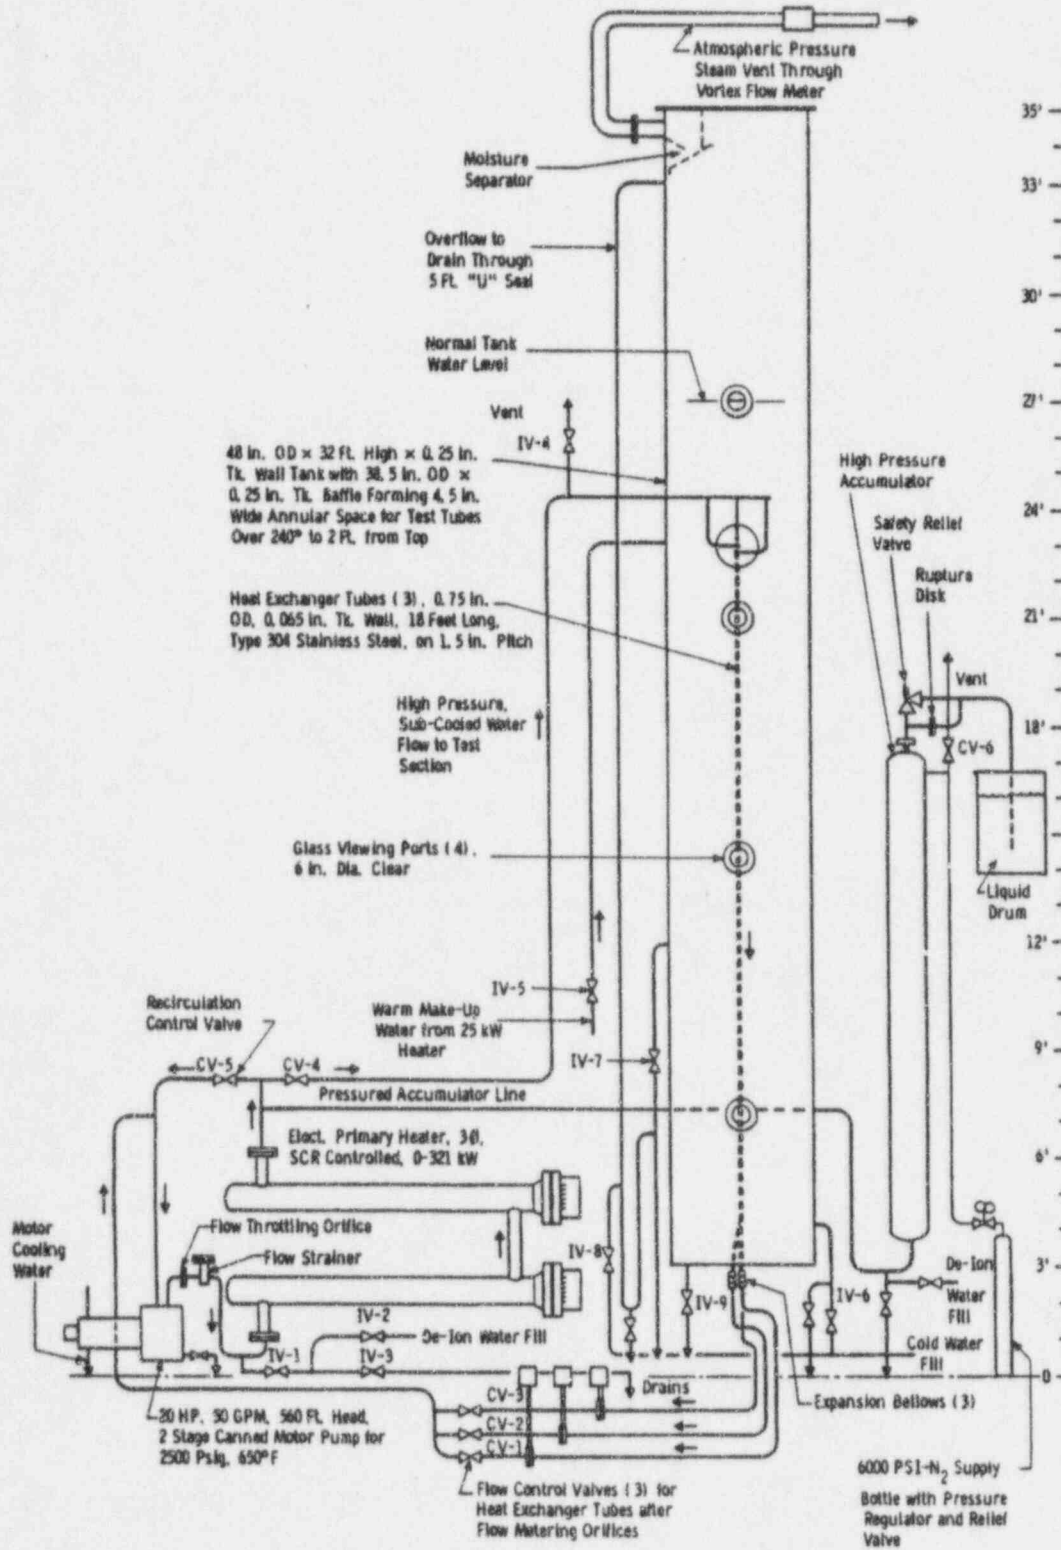 Atmospheric Pressure
Steam Vent Through
Vortex Flow Meter
35'
Moisture
Separator
33'
Overflow to
Drain Through
5 Ft. "U" Seal
30'
Normal Tank
Water Level
27'
Vent
IV-4
48 in. OD × 32 Ft. High × 0.25 in.
Tk. Wall Tank with 38.5 in. OD ×
0.25 in. Tk. Baffle Forming 4.5 in.
Wide Annular Space for Test Tubes
Over 240° to 2 Ft. from Top
High Pressure
Accumulator
24'
Safety Relief
Valve
Rupture
Disk
Heat Exchanger Tubes (3), 0.75 in.
OD, 0.065 in. Tk. Wall, 18 Feet Long,
Type 304 Stainless Steel, on 1.5 in. Pitch
21'
Vent
High Pressure,
Sub-Cooled Water
Flow to Test
Section
18'
CV-6
Glass Viewing Ports (4),
6 in. Dia. Clear
Liquid
Drum
12'
IV-5
Recirculation
Control Valve
Warm Make-Up
Water from 25 kW
Heater
IV-7
9'
CV-5
CV-4
Pressured Accumulator Line
Elect. Primary Heater, 3Ø,
SCR Controlled, 0-321 kW
6'
Motor
Cooling
Water
Flow Throttling Orifice
Flow Strainer
IV-8
3'
IV-9
IV-6
De-Ion
Water
Fill
IV-2
De-Ion Water Fill
IV-1
IV-3
Cold Water
Fill
0
Drains
CV-3
CV-2
CV-1
Expansion Bellows (3)
20 HP, 50 GPM, 560 Ft. Head,
2 Stage Canned Motor Pump for
2500 Psig, 650°F
Flow Control Valves (3) for
Heat Exchanger Tubes after
Flow Metering Orifices
6000 PSI-N2 Supply
Bottle with Pressure
Regulator and Relief
Valve